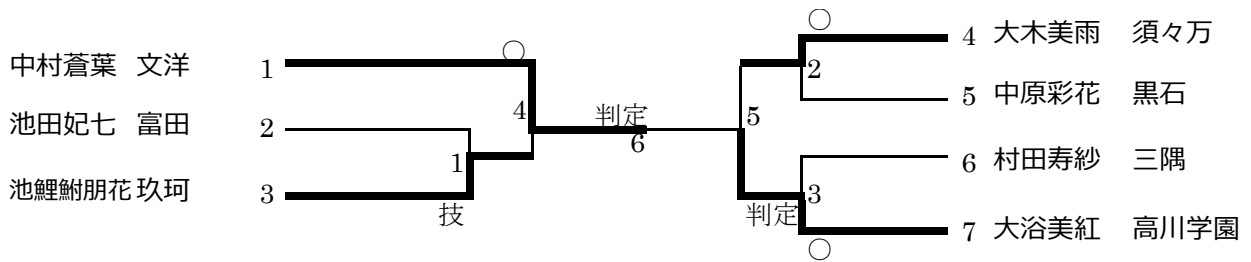 ○
4 大木美雨 須々万
○
中村蒼葉 文洋 1
2
5 中原彩花 黒石
4 判定 5
池田妃七 富田 2
6
1
6 村田寿紗 三隅
池鯉鮒朋花 玖珂 3
3
技 判定
7 大浴美紅 高川学園
○